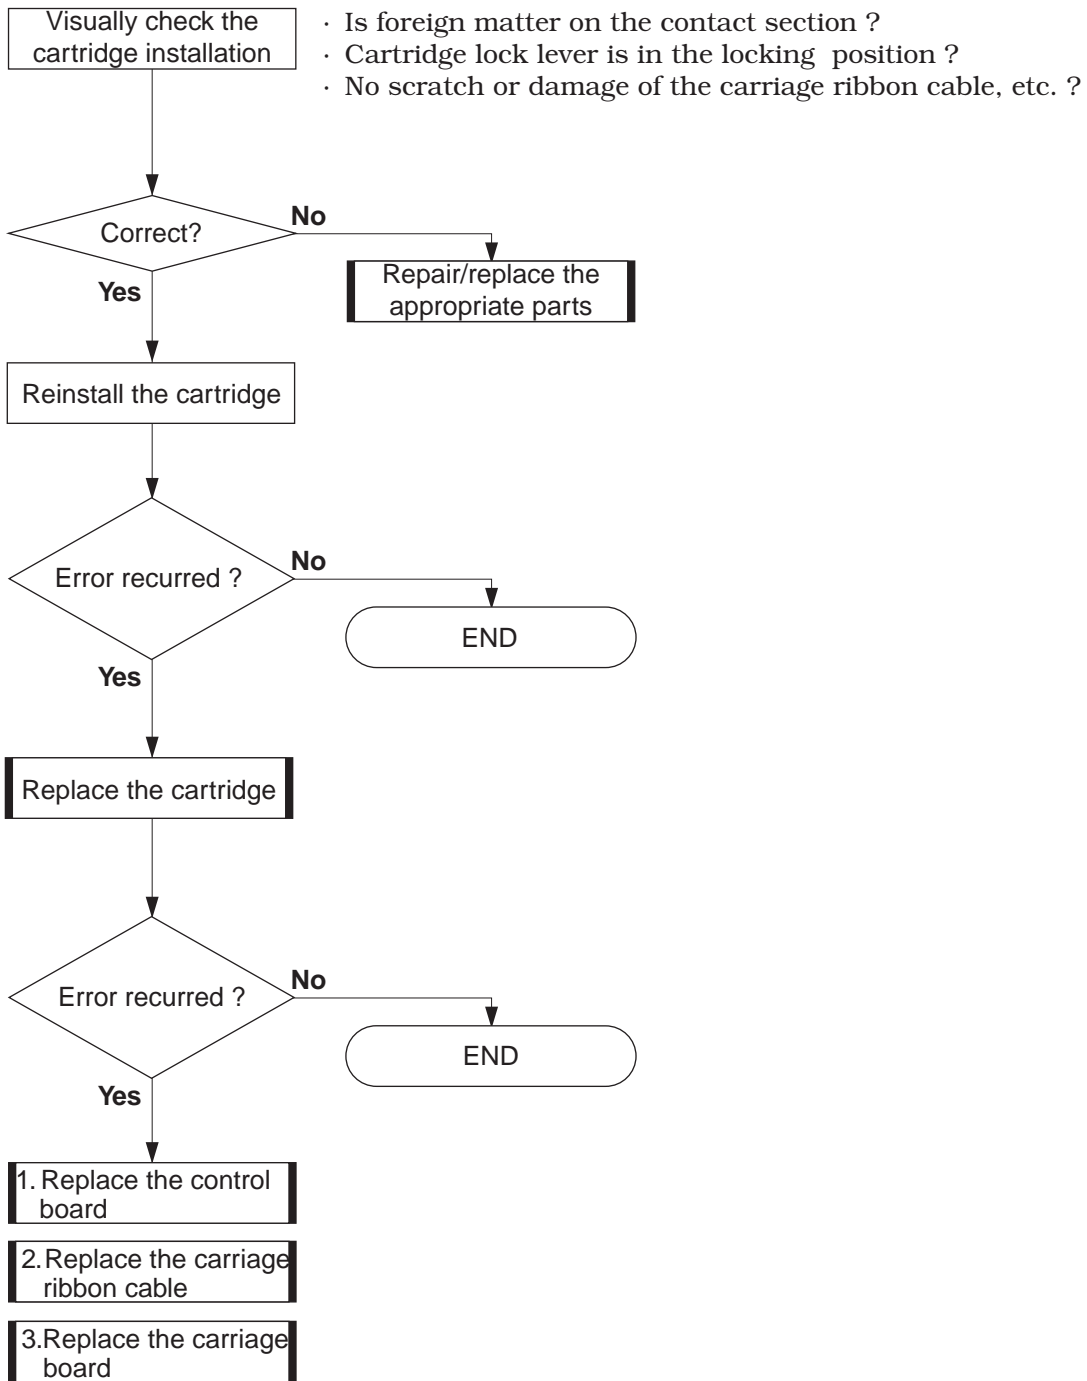 Visually check the
cartridge installation
· Is foreign matter on the contact section ?
· Cartridge lock lever is in the locking position ?
· No scratch or damage of the carriage ribbon cable, etc. ?
Correct?
No
Yes
Repair/replace the
appropriate parts
Reinstall the cartridge
Error recurred ?
No
END
Yes
Replace the cartridge
Error recurred ?
No
END
Yes
1. Replace the control
board
2.Replace the carriage
ribbon cable
3.Replace the carriage
board